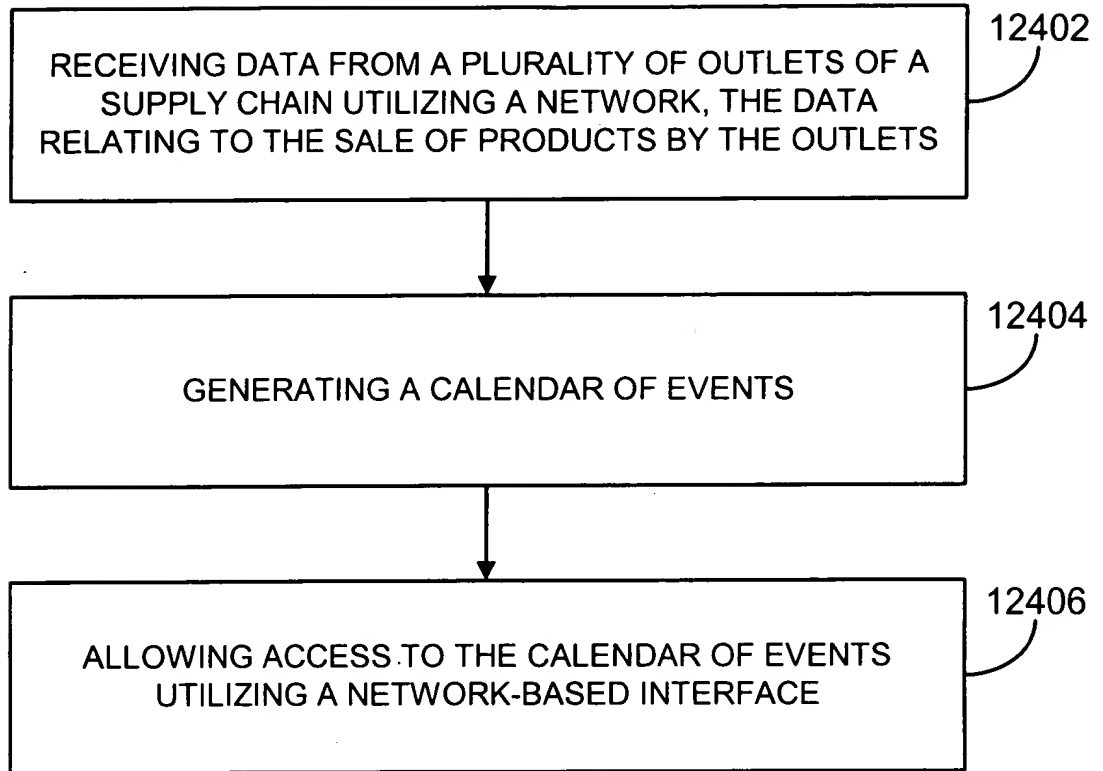 12402
RECEIVING DATA FROM A PLURALITY OF OUTLETS OF A
SUPPLY CHAIN UTILIZING A NETWORK, THE DATA
RELATING TO THE SALE OF PRODUCTS BY THE OUTLETS
12404
GENERATING A CALENDAR OF EVENTS
12406
ALLOWING ACCESS TO THE CALENDAR OF EVENTS
UTILIZING A NETWORK-BASED INTERFACE